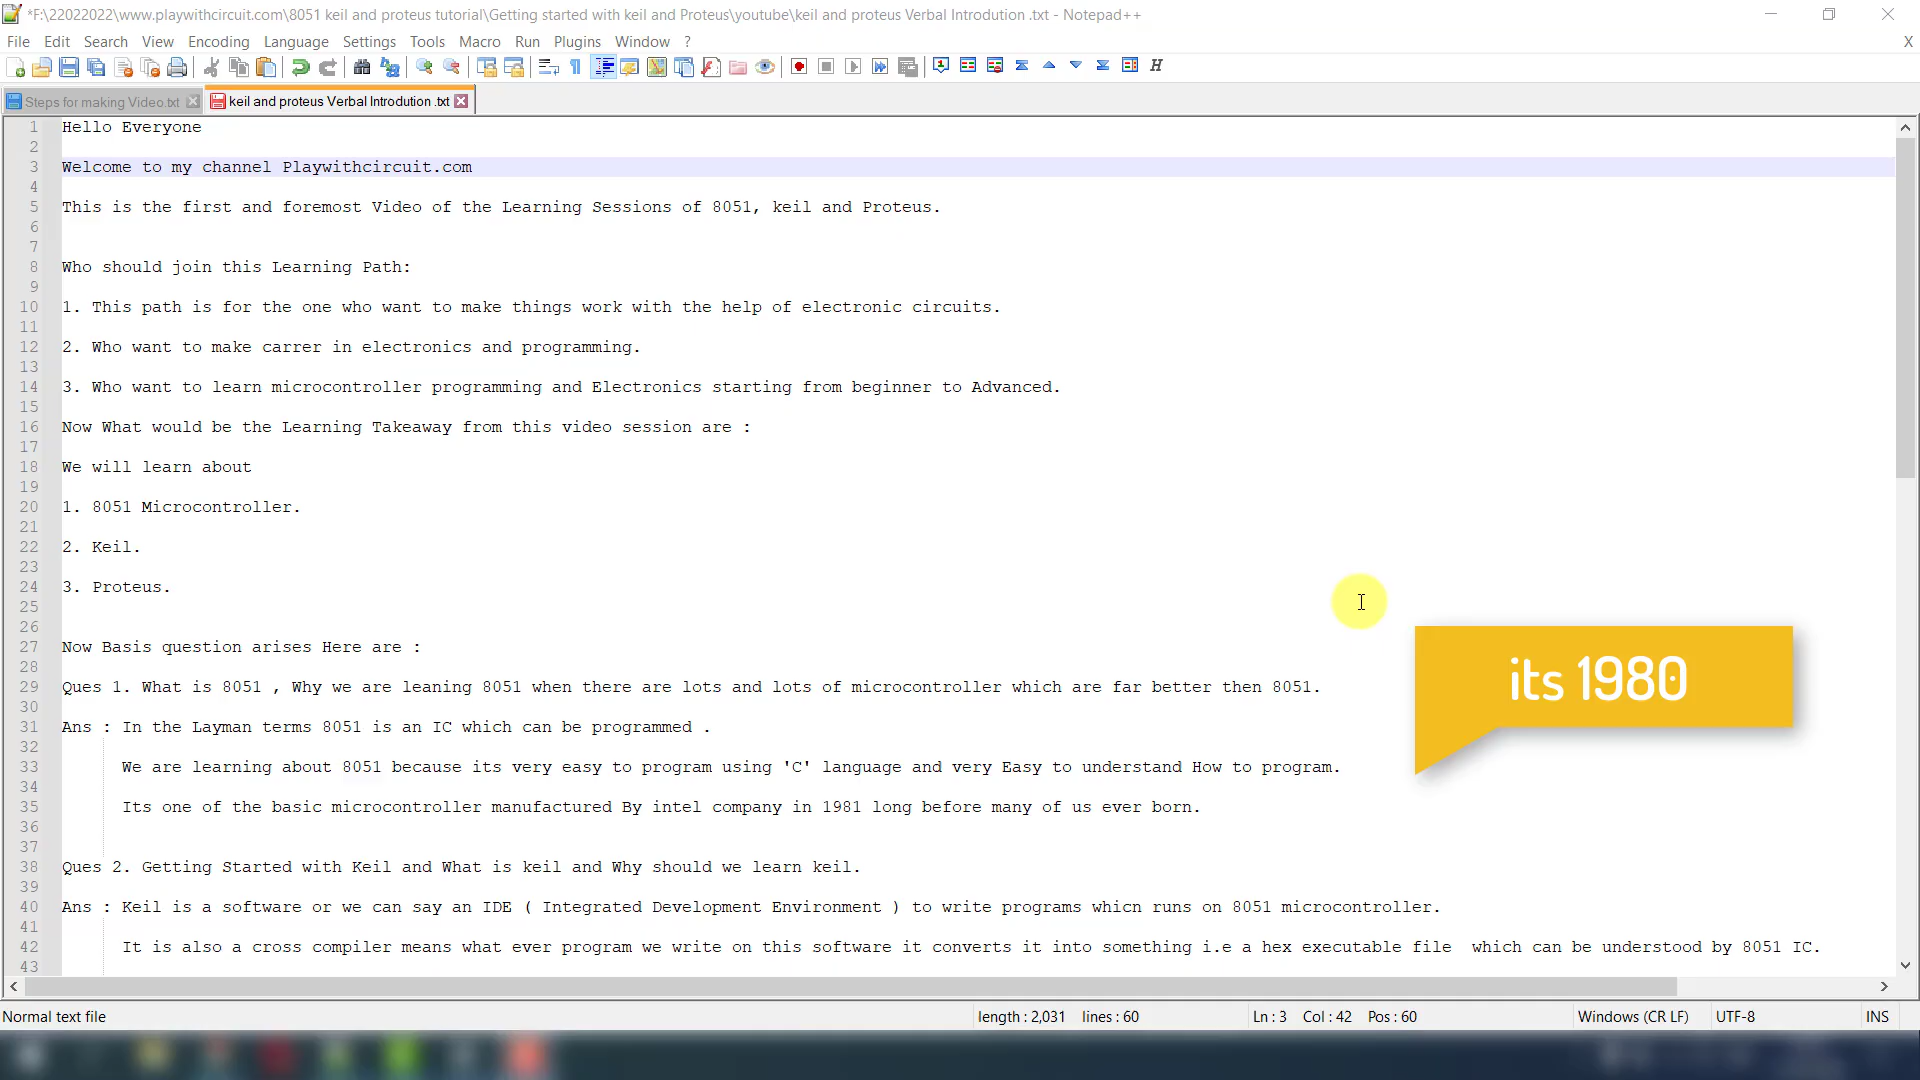 *F:\22022022\www.playwithcircuit.com\8051 keil and proteus tutorial\Getting started with keil and Proteus\youtube\keil and proteus Verbal Introdution .txt - Notepad++
File Edit Search View Encoding Language Settings Tools Macro Run Plugins Window ? X
Steps for making Video.txt keil and proteus Verbal Introdution .txt
1 Hello Everyone
2
3 Welcome to my channel Playwithcircuit.com
4
5 This is the first and foremost Video of the Learning Sessions of 8051, keil and Proteus.
6
7
8 Who should join this Learning Path:
9
10 1. This path is for the one who want to make things work with the help of electronic circuits.
11
12 2. Who want to make carrer in electronics and programming.
13
14 3. Who want to learn microcontroller programming and Electronics starting from beginner to Advanced.
15
16 Now What would be the Learning Takeaway from this video session are :
17
18 We will learn about
19
20 1. 8051 Microcontroller.
21
22 2. Keil.
23
24 3. Proteus.
25
26
27 Now Basis question arises Here are :
28
29 Ques 1. What is 8051 , Why we are leaning 8051 when there are lots and lots of microcontroller which are far better then 8051.
its 1980
30
31 Ans : In the Layman terms 8051 is an IC which can be programmed .
32
33 We are learning about 8051 because its very easy to program using 'C' language and very Easy to understand How to program.
34
35 Its one of the basic microcontroller manufactured By intel company in 1981 long before many of us ever born.
36
37
38 Ques 2. Getting Started with Keil and What is keil and Why should we learn keil.
39
40 Ans : Keil is a software or we can say an IDE ( Integrated Development Environment ) to write programs whicn runs on 8051 microcontroller.
41
42 It is also a cross compiler means what ever program we write on this software it converts it into something i.e a hex executable file which can be understood by 8051 IC.
43
Normal text file length : 2,031 lines : 60 Ln : 3 Col : 42 Pos : 60 Windows (CR LF) UTF-8 INS